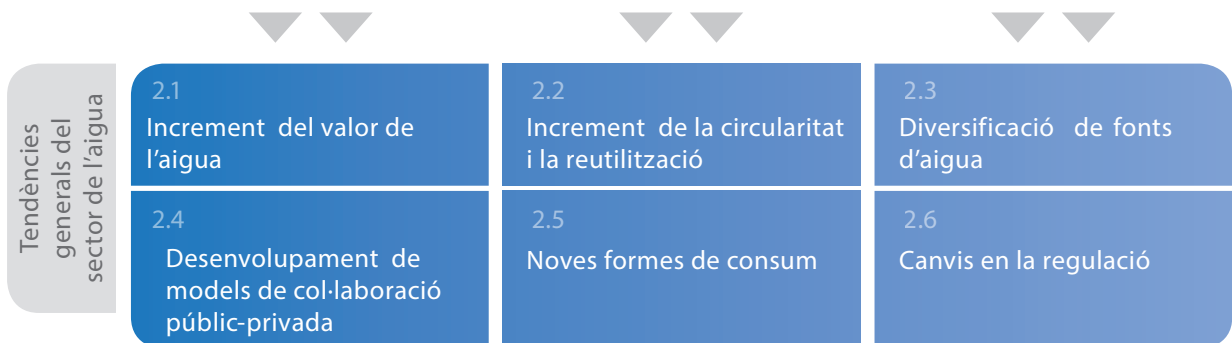 Tendències
generals del
sector de l'aigua
2.1
Increment del valor de
l'aigua
2.2
Increment de la circularitat
i la reutilització
2.3
Diversificació de fonts
d'aigua
2.4
Desenvolupament de
models de col·laboració
públic-privada
2.5
Noves formes de consum
2.6
Canvis en la regulació